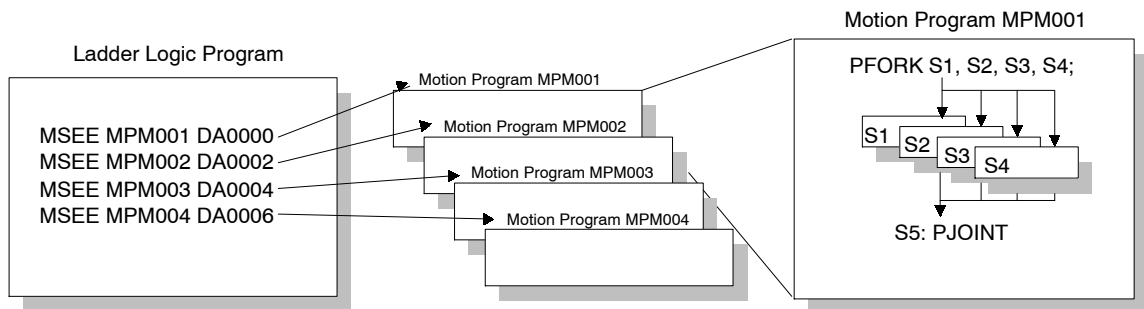 Ladder Logic Program
MSEE MPM001 DA0000
MSEE MPM002 DA0002
MSEE MPM003 DA0004
MSEE MPM004 DA0006
Motion Program MPM001
Motion Program MPM002
Motion Program MPM003
Motion Program MPM004
Motion Program MPM001
PFORK S1, S2, S3, S4;
S1
S2
S3
S4
S5: PJOINT